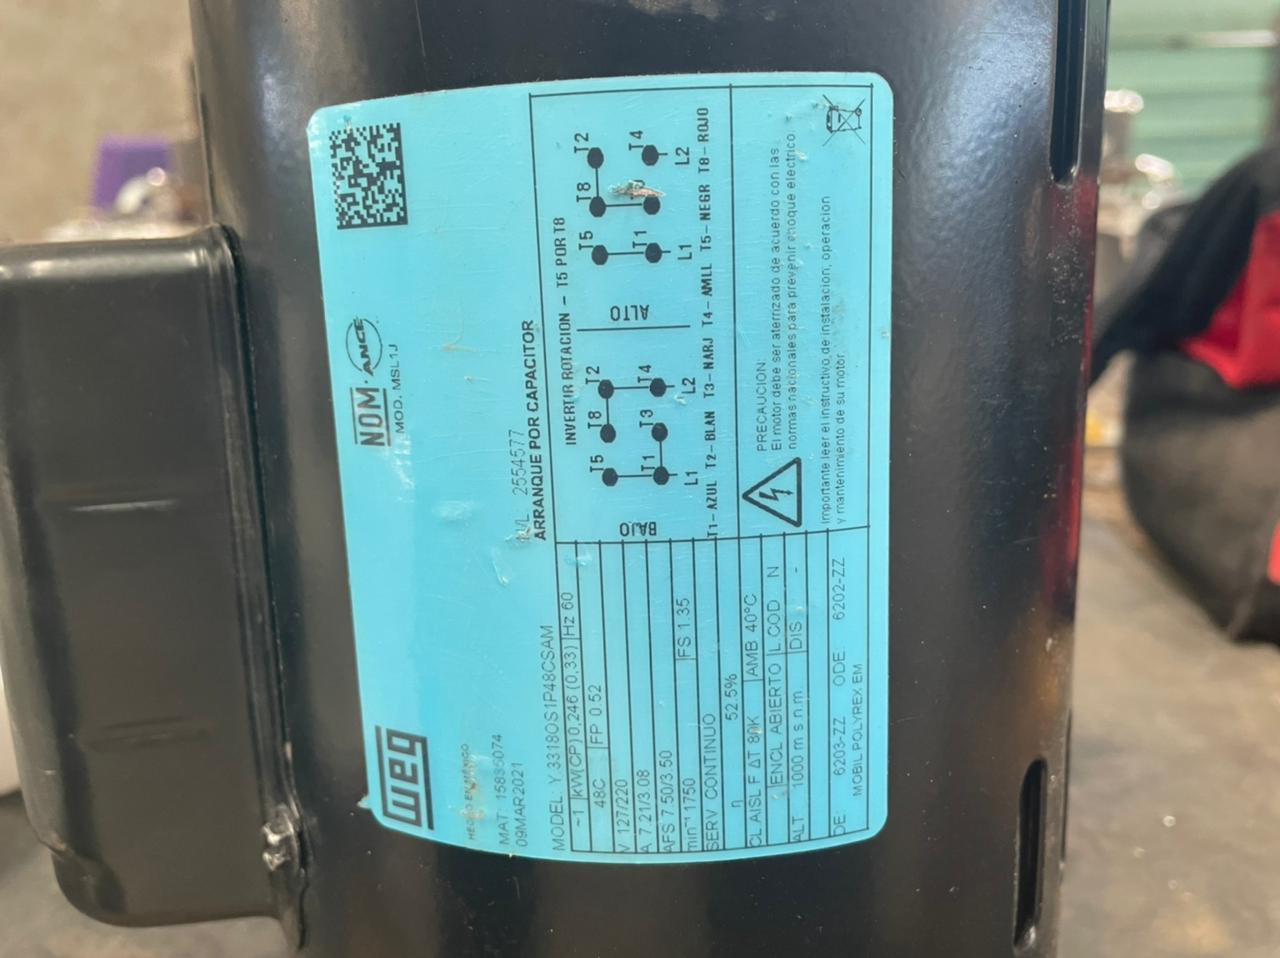 weg
NOM · ANCE
MOD. MSL1J
HECHO EN MÉXICO
MAT: 15835074
09MAR2021
2554577
ARRANQUE POR CAPACITOR
MODEL Y.33180S1P48CSAM
~1 kW(CP) 0,246 (0,33) Hz 60
48C FP 0.52
V 127/220
A 7.21/3.08
AFS 7.50/3.50
min⁻¹ 1750 FS 1.35
SERV CONTINUO
η 52.5%
CLAISL F ΔT 80K AMB 40°C
ENCL ABIERTO L.COD N
ALT 1000 m.s.n.m. DIS -
DE 6203-ZZ ODE 6202-ZZ
MOBIL POLYREX EM
INVERTIR ROTACION - T5 POR T8
BAJO
T5 T8 T2
T1 T3 T4
L1 L2
ALTO
T5 T8 T2
T1 T4
L1 L2
T1- AZUL T2- BLAN T3- NARJ T4- AMLL T5- NEGR T8- ROJO
PRECAUCION:
El motor debe ser aterrizado de acuerdo con las
normas nacionales para prevenir choque electrico.
Importante leer el instructivo de instalacion, operacion
y mantenimiento de su motor